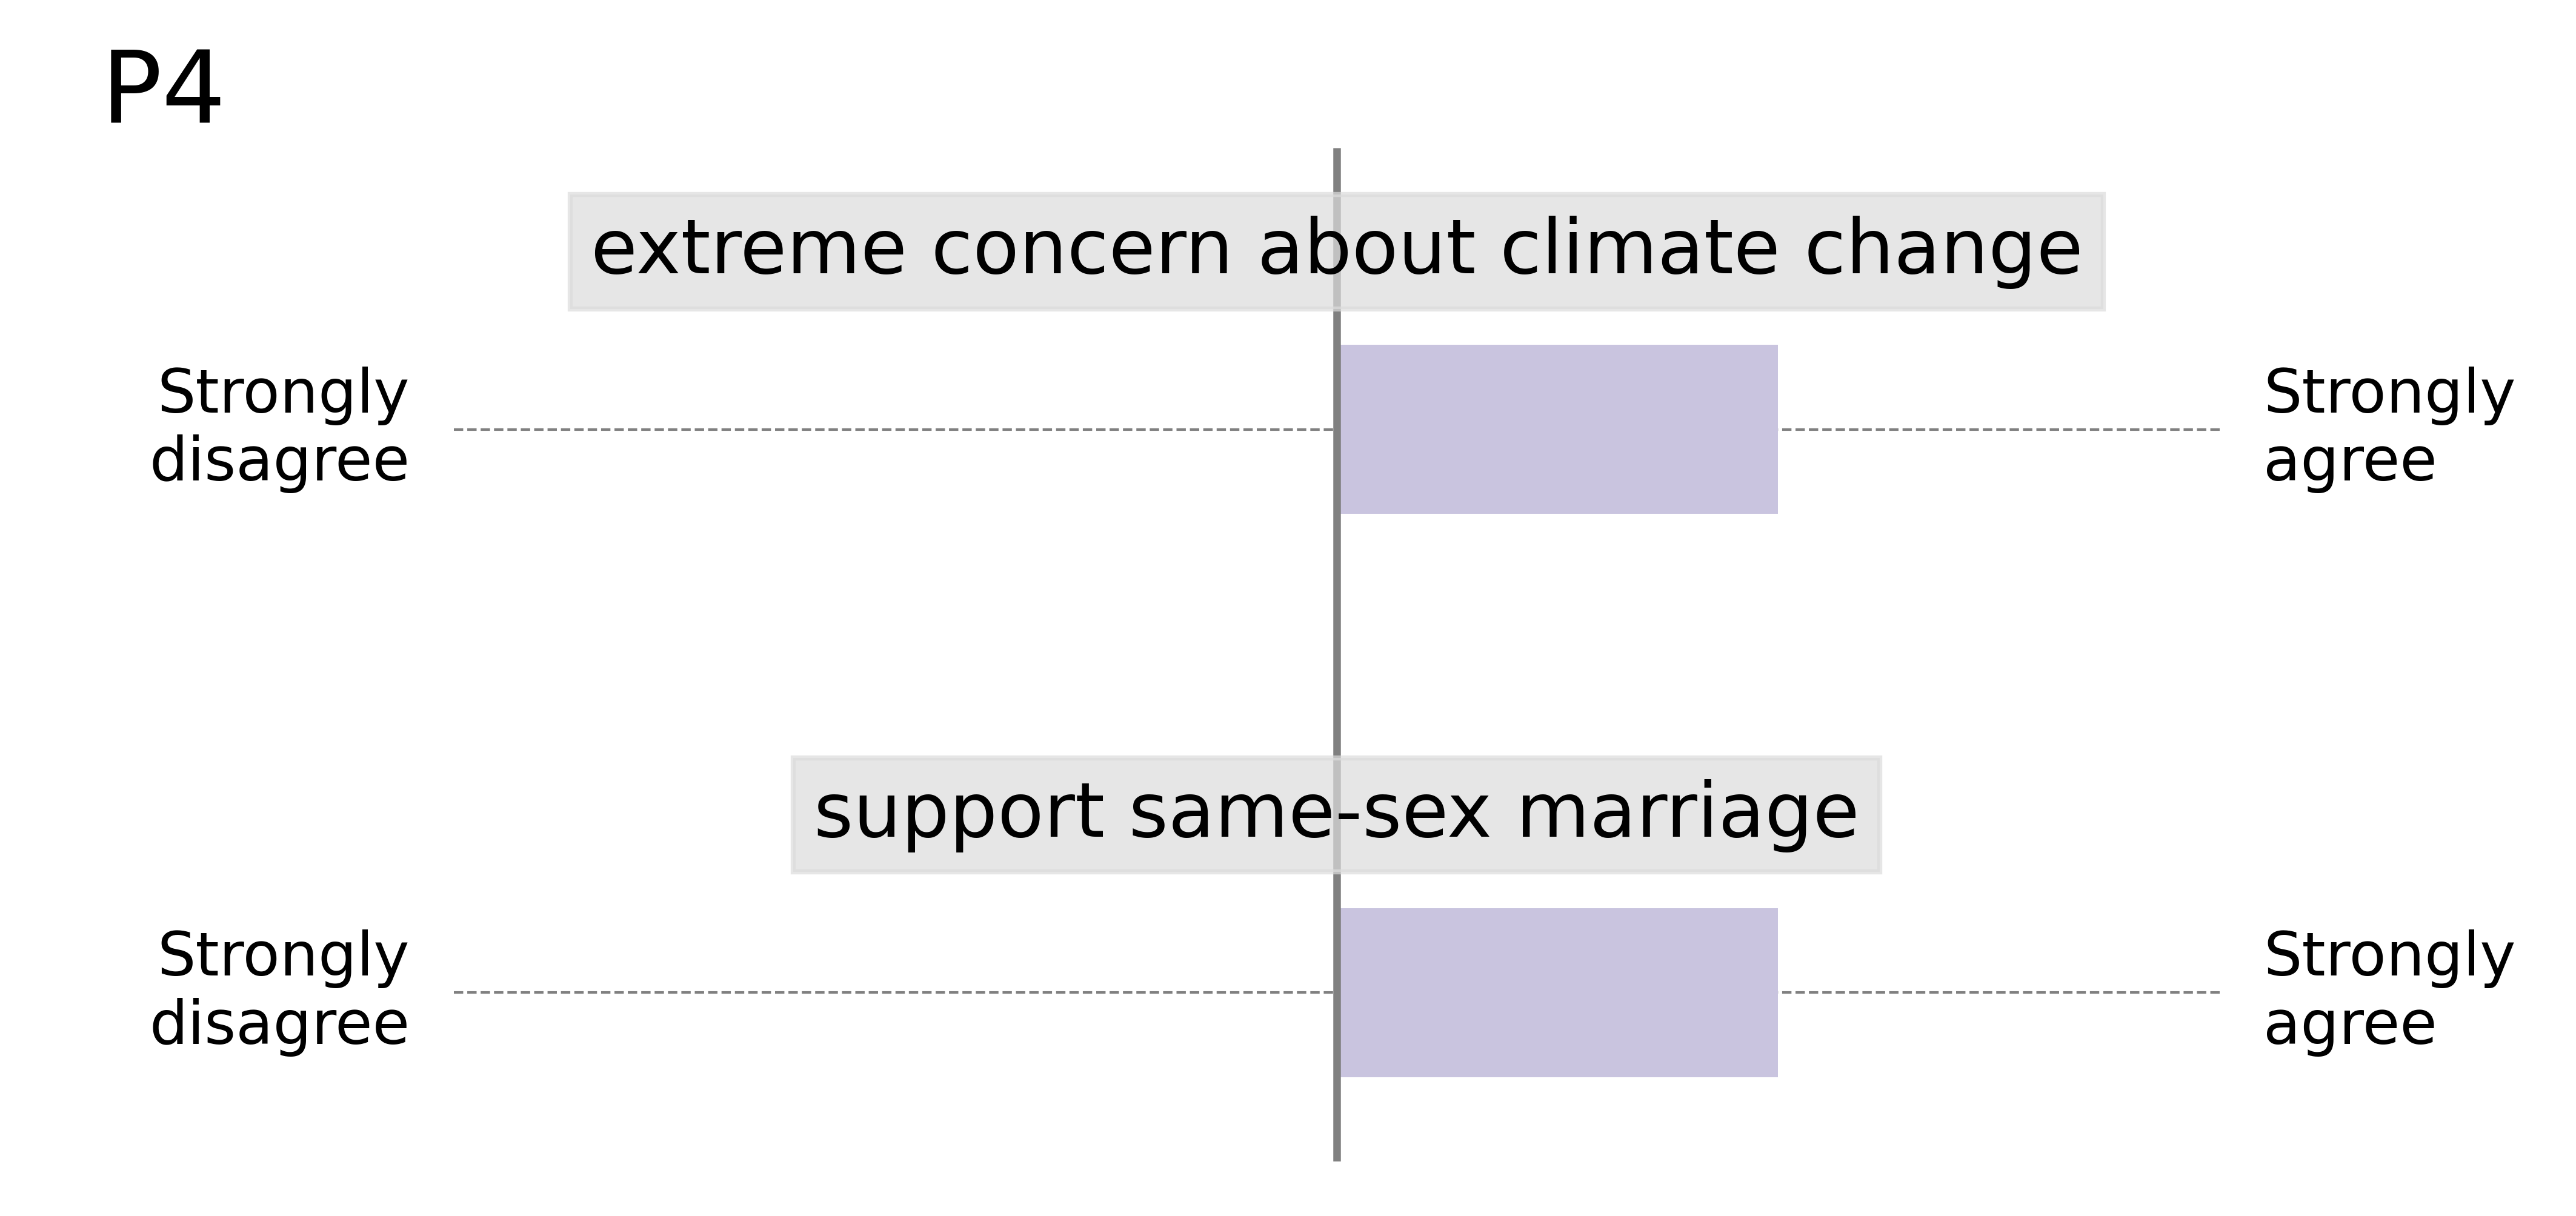 P4
extreme concern about climate change
Strongly
disagree
Strongly
agree
support same-sex marriage
Strongly
disagree
Strongly
agree